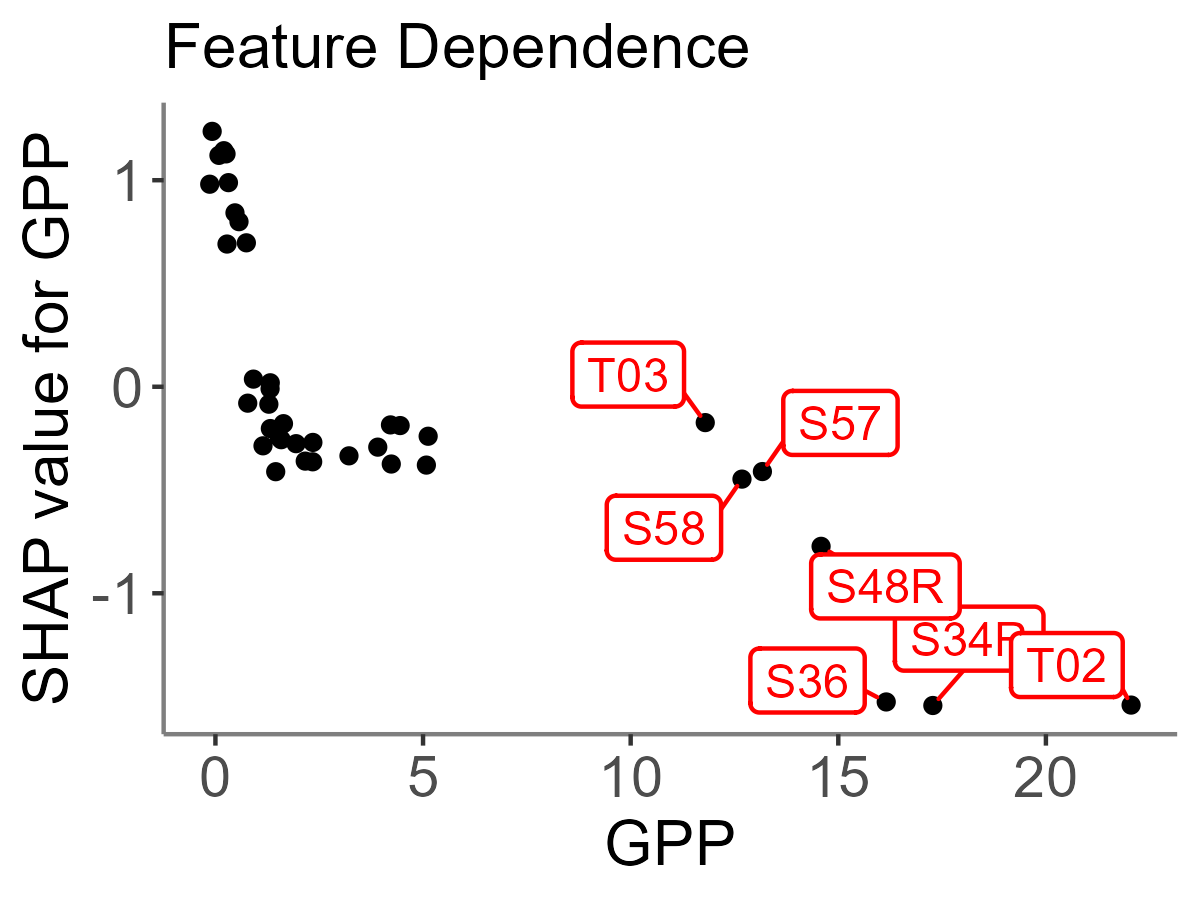 Feature Dependence
SHAP value for GPP
1
0
-1
T03
S57
S58
S48R
S34R
T02
S36
0 5 10 15 20
GPP